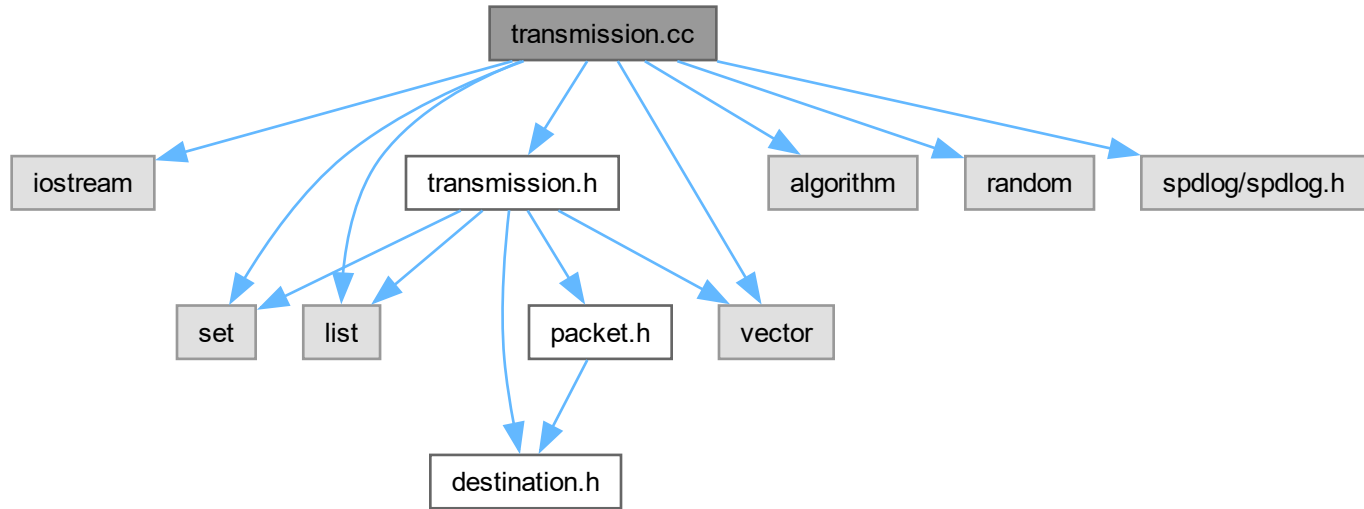 transmission.cc
iostream
transmission.h
algorithm
random
spdlog/spdlog.h
set
list
packet.h
vector
destination.h